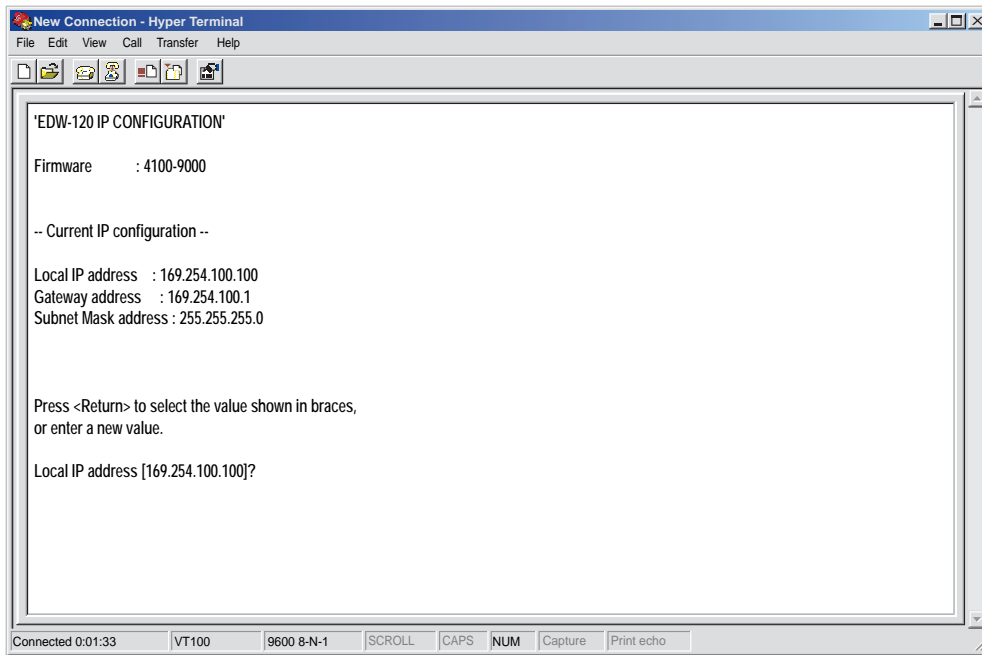 New Connection - Hyper Terminal
File Edit View Call Transfer Help
'EDW-120 IP CONFIGURATION'
Firmware : 4100-9000
-- Current IP configuration --
Local IP address : 169.254.100.100
Gateway address : 169.254.100.1
Subnet Mask address : 255.255.255.0
Press <Return> to select the value shown in braces,
or enter a new value.
Local IP address [169.254.100.100]?
Connected 0:01:33 VT100 9600 8-N-1 SCROLL CAPS NUM Capture Print echo